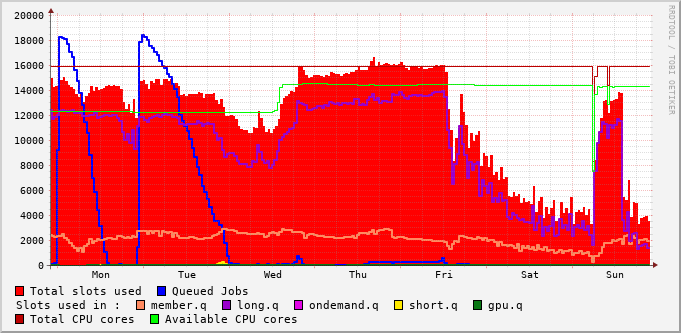 20000
18000
16000
14000
12000
10000
8000
6000
4000
2000
0
Mon Tue Wed Thu Fri Sat Sun
RRDTOOL / TOBI OETIKER
Total slots used Queued Jobs
Slots used in : member.q long.q ondemand.q short.q gpu.q
Total CPU cores Available CPU cores